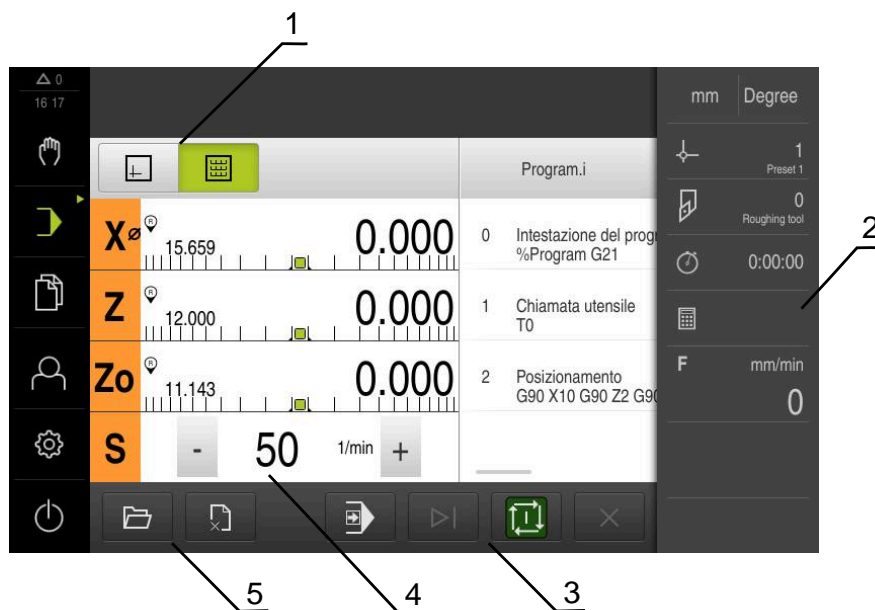 1
0
16 17
mm Degree
1
Preset 1
Program.i
0
Roughing tool
2
X ⌀ R 15.659 0.000
0 Intestazione del progr
%Program G21
0:00:00
Z R 12.000 0.000
1 Chiamata utensile
T0
F mm/min
0
Zo R 11.143 0.000
2 Posizionamento
G90 X10 G90 Z2 G90
S - 50 1/min +
5
4
3